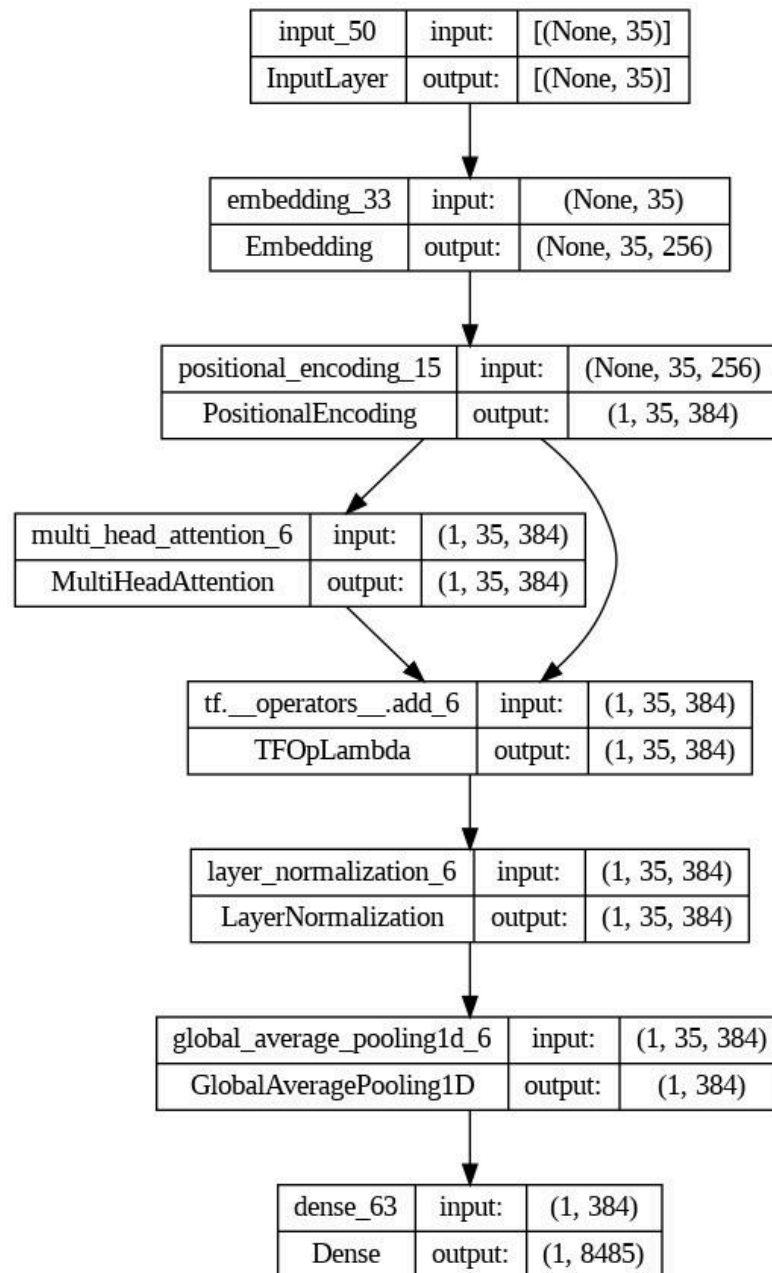 input_50 input: [(None, 35)]
InputLayer output: [(None, 35)]
embedding_33 input: (None, 35)
Embedding output: (None, 35, 256)
positional_encoding_15 input: (None, 35, 256)
PositionalEncoding output: (1, 35, 384)
multi_head_attention_6 input: (1, 35, 384)
MultiHeadAttention output: (1, 35, 384)
tf.__operators__.add_6 input: (1, 35, 384)
TFOpLambda output: (1, 35, 384)
layer_normalization_6 input: (1, 35, 384)
LayerNormalization output: (1, 35, 384)
global_average_pooling1d_6 input: (1, 35, 384)
GlobalAveragePooling1D output: (1, 384)
dense_63 input: (1, 384)
Dense output: (1, 8485)